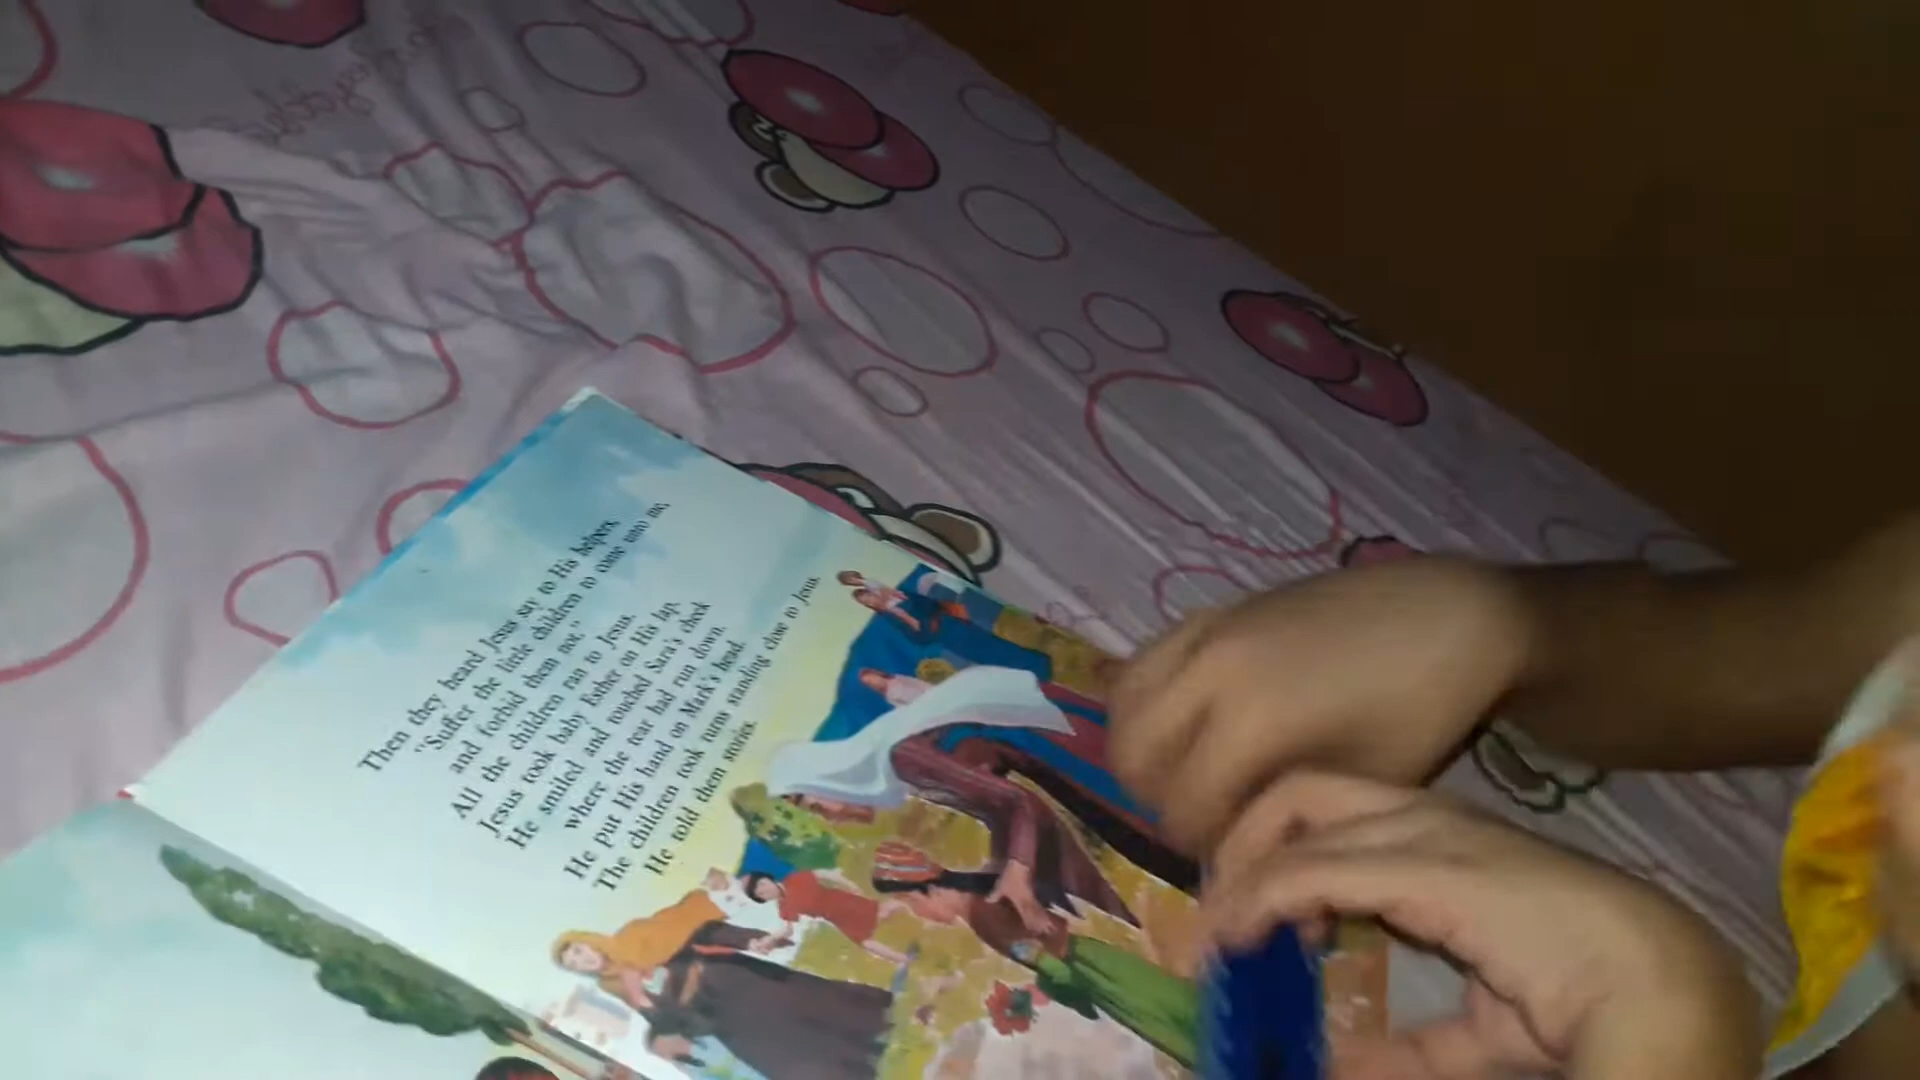 Then they heard Jesus say to His helpers,
"Suffer the little children to come unto me,
and forbid them not."
All the children ran to Jesus.
Jesus took baby Esther on His lap.
He smiled and touched Sara's cheek
where the tear had run down.
He put His hand on Mark's head.
The children took turns standing close to Jesus.
He told them stories.